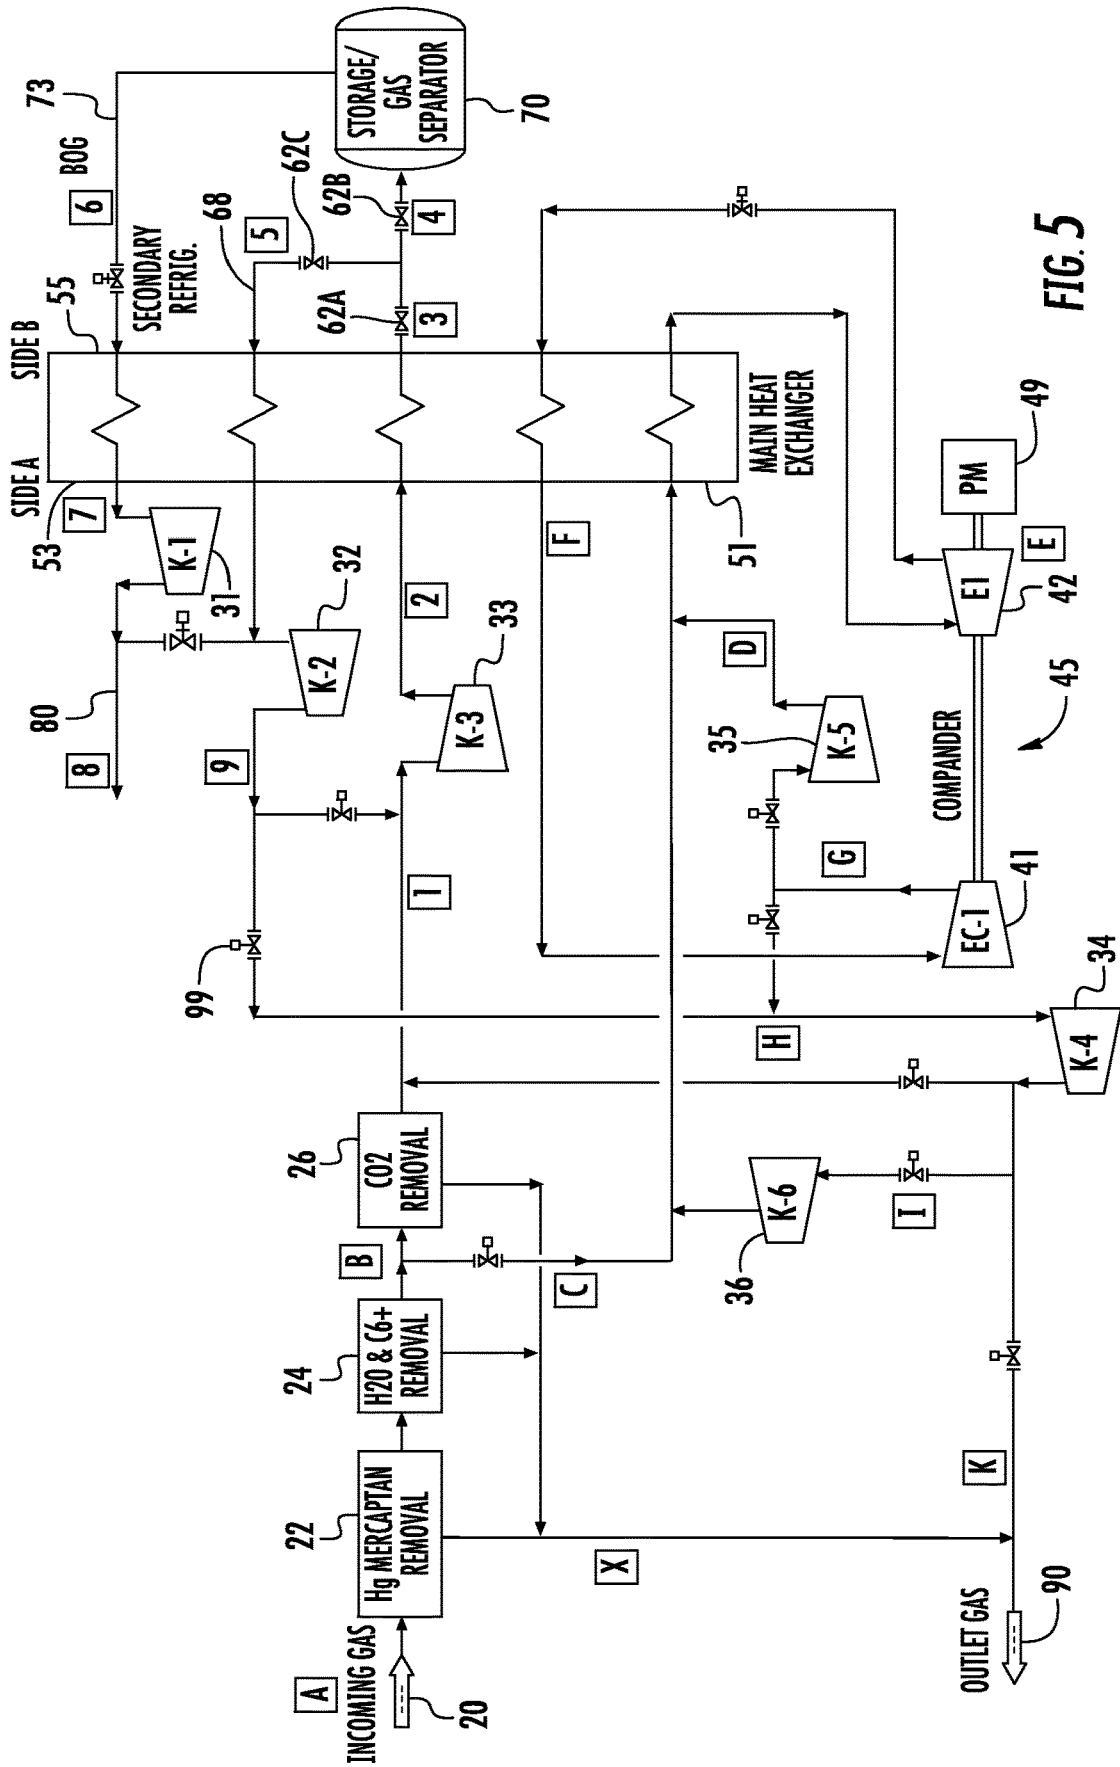 A
INCOMING GAS
20
22
Hg MERCAPTAN
REMOVAL
24
H2O & C6+
REMOVAL
B
26
CO2
REMOVAL
C
X
K
OUTLET GAS
90
36
K-6
I
K-4
34
H
99
1
9
8
80
G
EC-1
41
COMPANDER
45
35
K-5
D
K-3
33
2
K-2
32
K-1
31
7
53
SIDE A
SIDE B
55
F
51
MAIN HEAT
EXCHANGER
E1
42
E
PM
49
SECONDARY
REFRIG.
6
BOG
73
68
5
62C
62A
3
62B
4
STORAGE/
GAS
SEPARATOR
70
FIG. 5